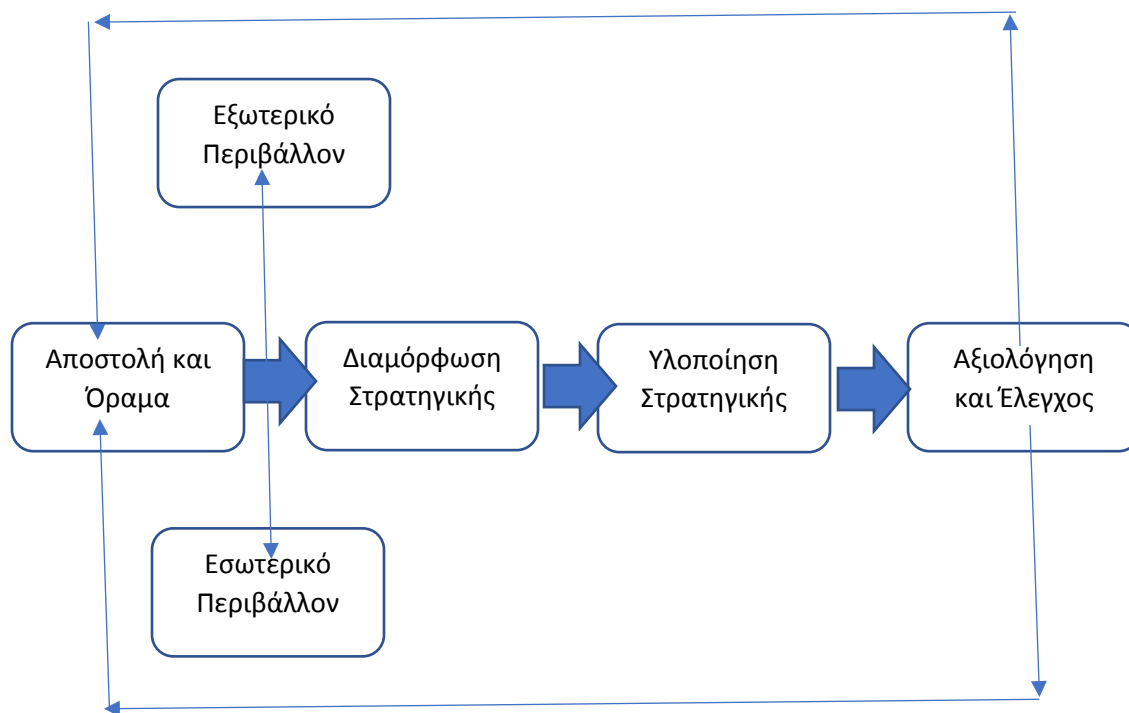 Εξωτερικό
Περιβάλλον
Αποστολή και
Όραμα
Διαμόρφωση
Στρατηγικής
Υλοποίηση
Στρατηγικής
Αξιολόγηση
και Έλεγχος
Εσωτερικό
Περιβάλλον